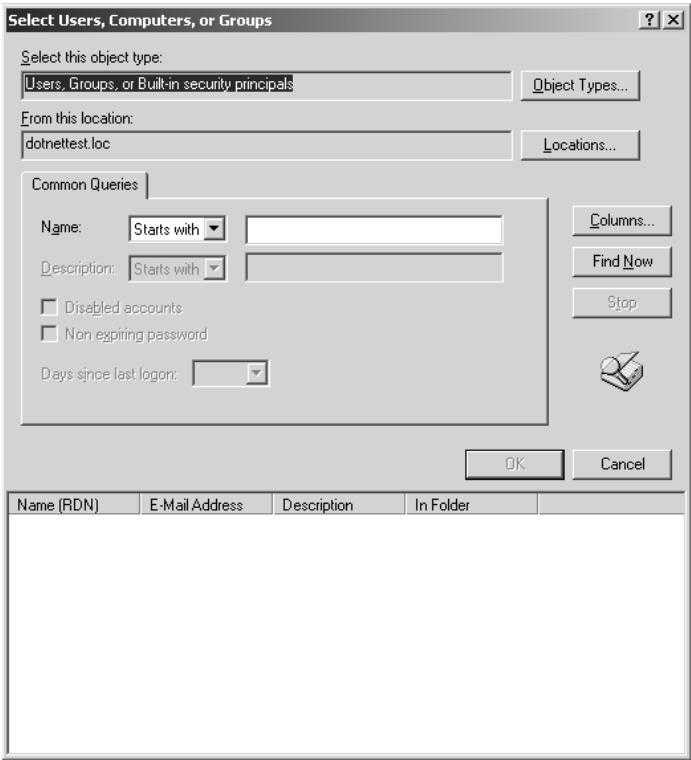 Select Users, Computers, or Groups
Select this object type:
Users, Groups, or Built-in security principals
Object Types...
From this location:
dotnettest.loc
Locations...
Common Queries
Name: Starts with
Columns...
Description: Starts with
Find Now
Disabled accounts
Stop
Non expiring password
Days since last logon:
OK Cancel
Name (RDN) E-Mail Address Description In Folder